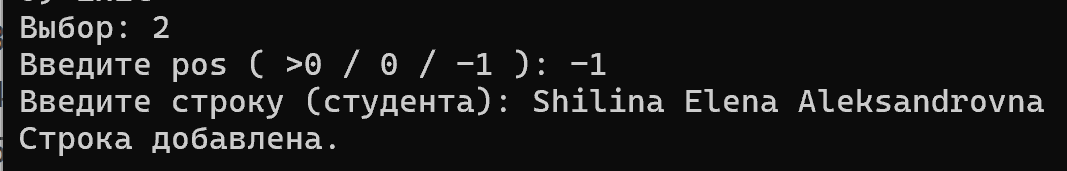 Выбор: 2
Введите pos ( >0 / 0 / -1 ): -1
Введите строку (студента): Shilina Elena Aleksandrovna
Строка добавлена.